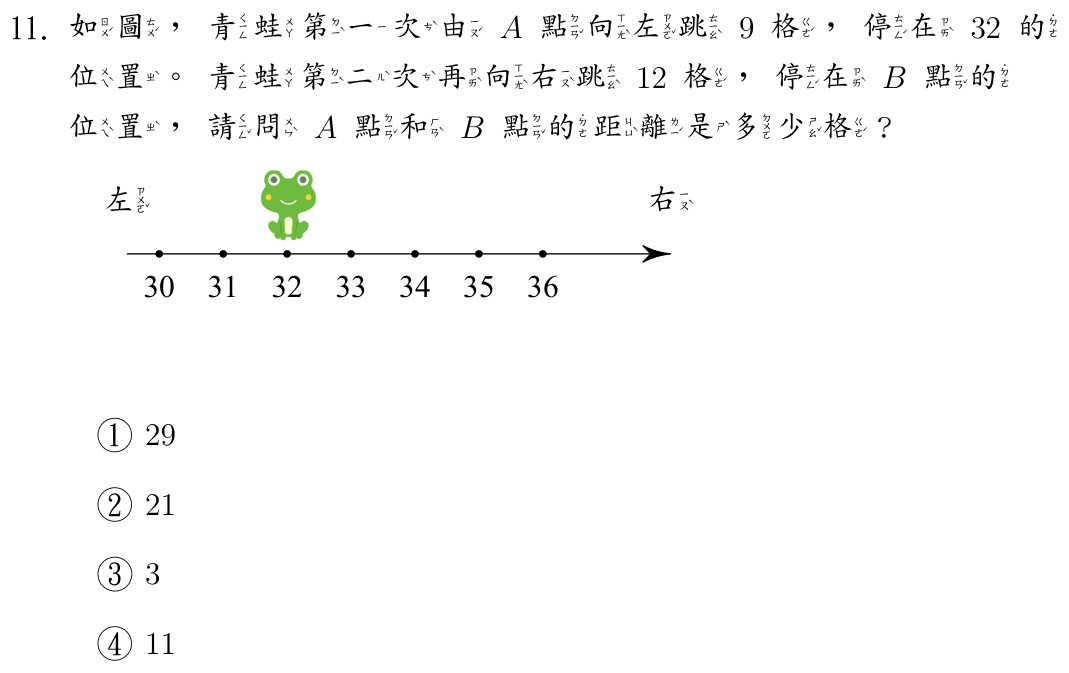 11. 如圖， 青蛙第一次由 A 點向左跳 9 格， 停在 32 的
位置。 青蛙第二次再向右跳 12 格， 停在 B 點的
位置， 請問 A 點和 B 點的距離是多少格？
左 右
30 31 32 33 34 35 36
① 29
② 21
③ 3
④ 11